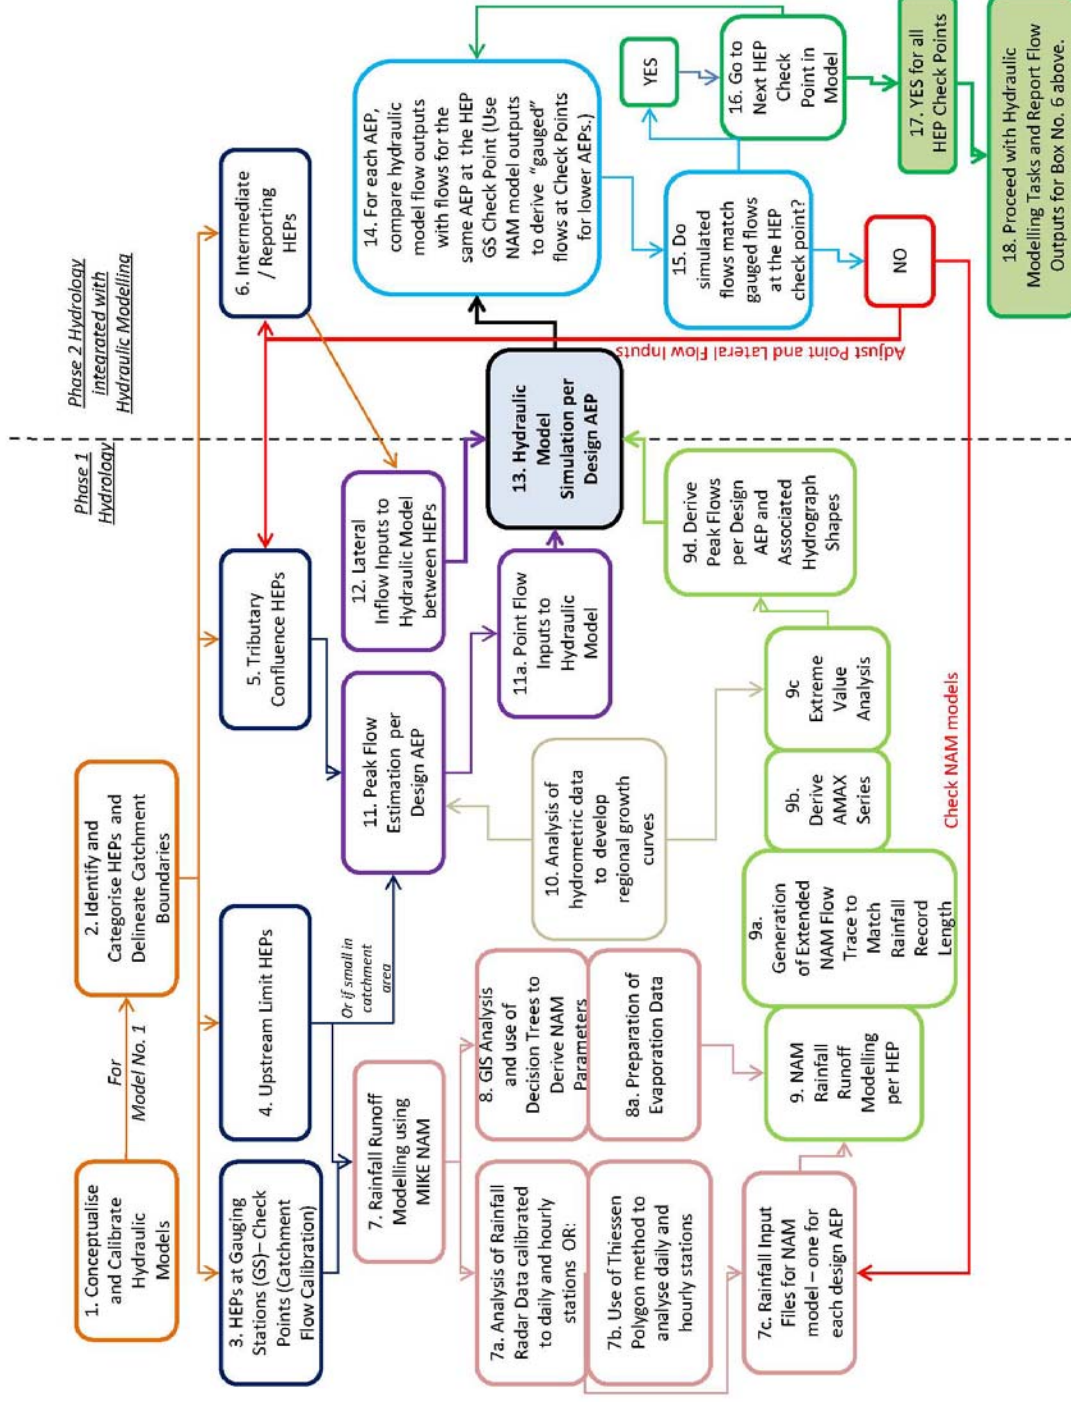 Phase 1
Hydrology
Phase 2 Hydrology
integrated with
Hydraulic Modelling
1. Conceptualise
and Calibrate
Hydraulic
Models
For
Model No. 1
2. Identify and
Categorise HEPs and
Delineate Catchment
Boundaries
3. HEPs at Gauging
Stations (GS)– Check
Points (Catchment
Flow Calibration)
4. Upstream Limit HEPs
5. Tributary
Confluence HEPs
6. Intermediate
/ Reporting
HEPs
Or if small in
catchment
area
7. Rainfall Runoff
Modelling using
MIKE NAM
11. Peak Flow
Estimation per
Design AEP
12. Lateral
Inflow Inputs to
Hydraulic Model
between HEPs
7a. Analysis of Rainfall
Radar Data calibrated
to daily and hourly
stations OR:
7b. Use of Thiessen
Polygon method to
analyse daily and
hourly stations
7c. Rainfall Input
Files for NAM
model – one for
each design AEP
8. GIS Analysis
and use of
Decision Trees to
Derive NAM
Parameters
8a. Preparation of
Evaporation Data
9. NAM
Rainfall
Runoff
Modelling
per HEP
9a.
Generation
of Extended
NAM Flow
Trace to
Match
Rainfall
Record
Length
9b.
Derive
AMAX
Series
9c
Extreme
Value
Analysis
9d. Derive
Peak Flows
per Design
AEP and
Associated
Hydrograph
Shapes
10. Analysis of
hydrometric data
to develop
regional growth
curves
11a. Point Flow
Inputs to
Hydraulic
Model
13. Hydraulic
Model
Simulation per
Design AEP
14. For each AEP,
compare hydraulic
model flow outputs
with flows for the
same AEP at the HEP
GS Check Point (Use
NAM model outputs
to derive "gauged"
flows at Check Points
for lower AEPs.)
15. Do
simulated
flows match
gauged flows
at the HEP
check point?
YES
NO
16. Go to
Next HEP
Check
Point in
Model
17. YES for all
HEP Check Points
18. Proceed with Hydraulic
Modelling Tasks and Report Flow
Outputs for Box No. 6 above.
Adjust Point and Lateral Flow Inputs
Check NAM models